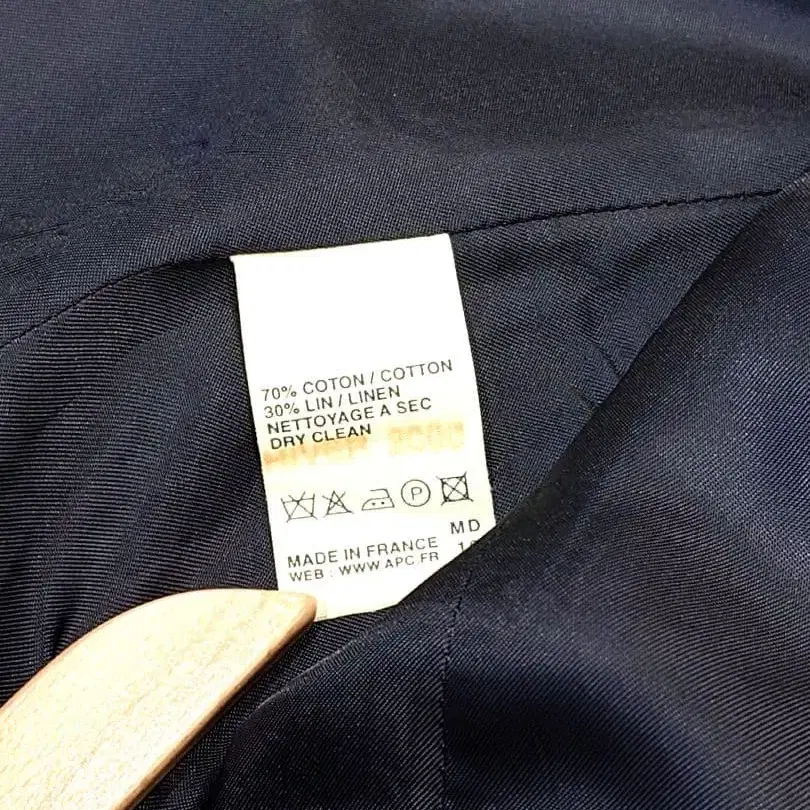 70% COTON / COTTON
30% LIN / LINEN
NETTOYAGE A SEC
DRY CLEAN
P
MD
MADE IN FRANCE
WEB : WWW.APC.FR